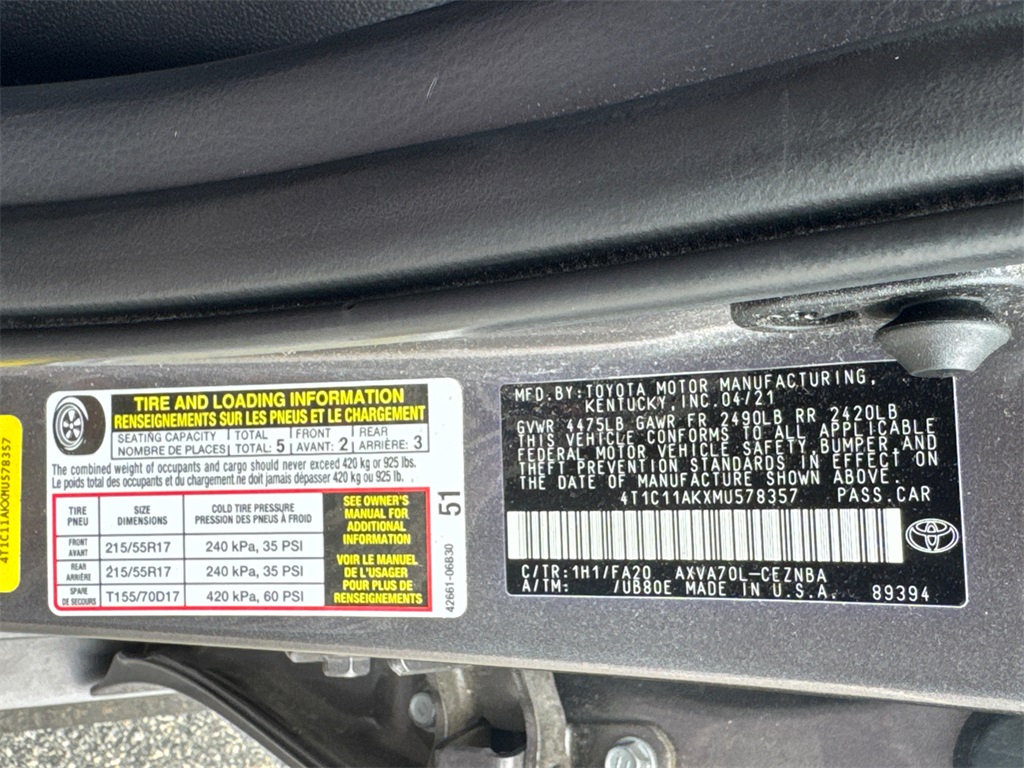 4T1C11AKXMU578357
TIRE AND LOADING INFORMATION
RENSEIGNEMENTS SUR LES PNEUS ET LE CHARGEMENT
SEATING CAPACITY TOTAL FRONT REAR
NOMBRE DE PLACES TOTAL: 5 AVANT: 2 ARRIÈRE: 3
The combined weight of occupants and cargo should never exceed 420 kg or 925 lbs.
Le poids total des occupants et du chargement ne doit jamais dépasser 420 kg ou 925 lb.
TIRE SIZE COLD TIRE PRESSURE
PNEU DIMENSIONS PRESSION DES PNEUS À FROID
FRONT
AVANT 215/55R17 240 kPa, 35 PSI
REAR
ARRIÈRE 215/55R17 240 kPa, 35 PSI
SPARE
DE SECOURS T155/70D17 420 kPa, 60 PSI
SEE OWNER'S
MANUAL FOR
ADDITIONAL
INFORMATION
VOIR LE MANUEL
DE L'USAGER
POUR PLUS DE
RENSEIGNEMENTS
51
42661-06B30
MFD.BY:TOYOTA MOTOR MANUFACTURING,
KENTUCKY, INC. 04/21
GVWR 4475LB GAWR FR 2490LB RR 2420LB
THIS VEHICLE CONFORMS TO ALL APPLICABLE
FEDERAL MOTOR VEHICLE SAFETY,BUMPER AND
THEFT PREVENTION STANDARDS IN EFFECT ON
THE DATE OF MANUFACTURE SHOWN ABOVE.
4T1C11AKXMU578357 PASS.CAR
C/TR:1H1/FA20 AXVA70L-CEZNBA
A/TM: /UB80E MADE IN U.S.A. 89394